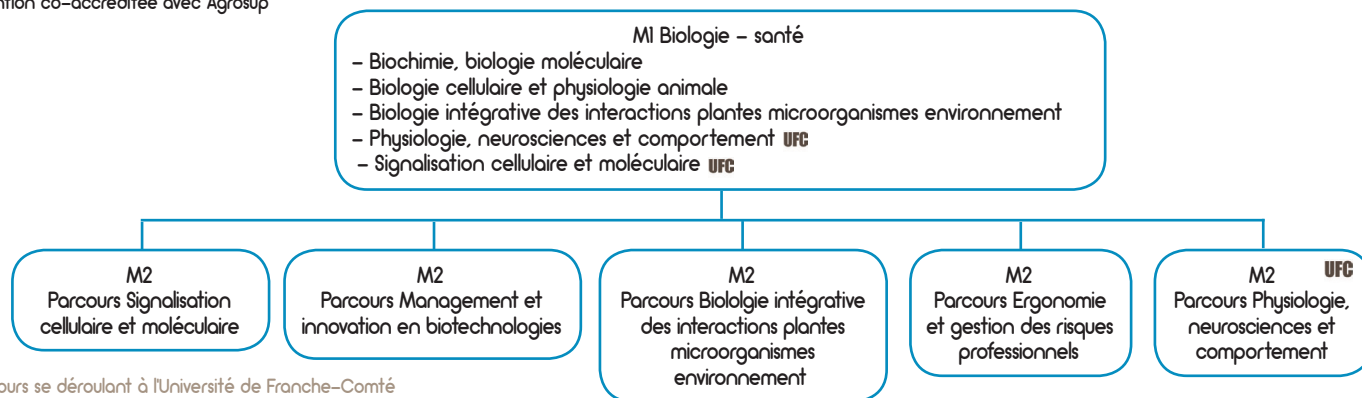 co-accréditée avec Agrosup
M1 Biologie – santé
– Biochimie, biologie moléculaire
– Biologie cellulaire et physiologie animale
– Biologie intégrative des interactions plantes microorganismes environnement
– Physiologie, neurosciences et comportement UFC
– Signalisation cellulaire et moléculaire UFC
M2
Parcours Signalisation
cellulaire et moléculaire
M2
Parcours Management et
innovation en biotechnologies
M2
Parcours Biololgie intégrative
des interactions plantes
microorganismes
environnement
M2
Parcours Ergonomie
et gestion des risques
professionnels
M2 UFC
Parcours Physiologie,
neurosciences et
comportement
se déroulant à l'Université de Franche-Comté